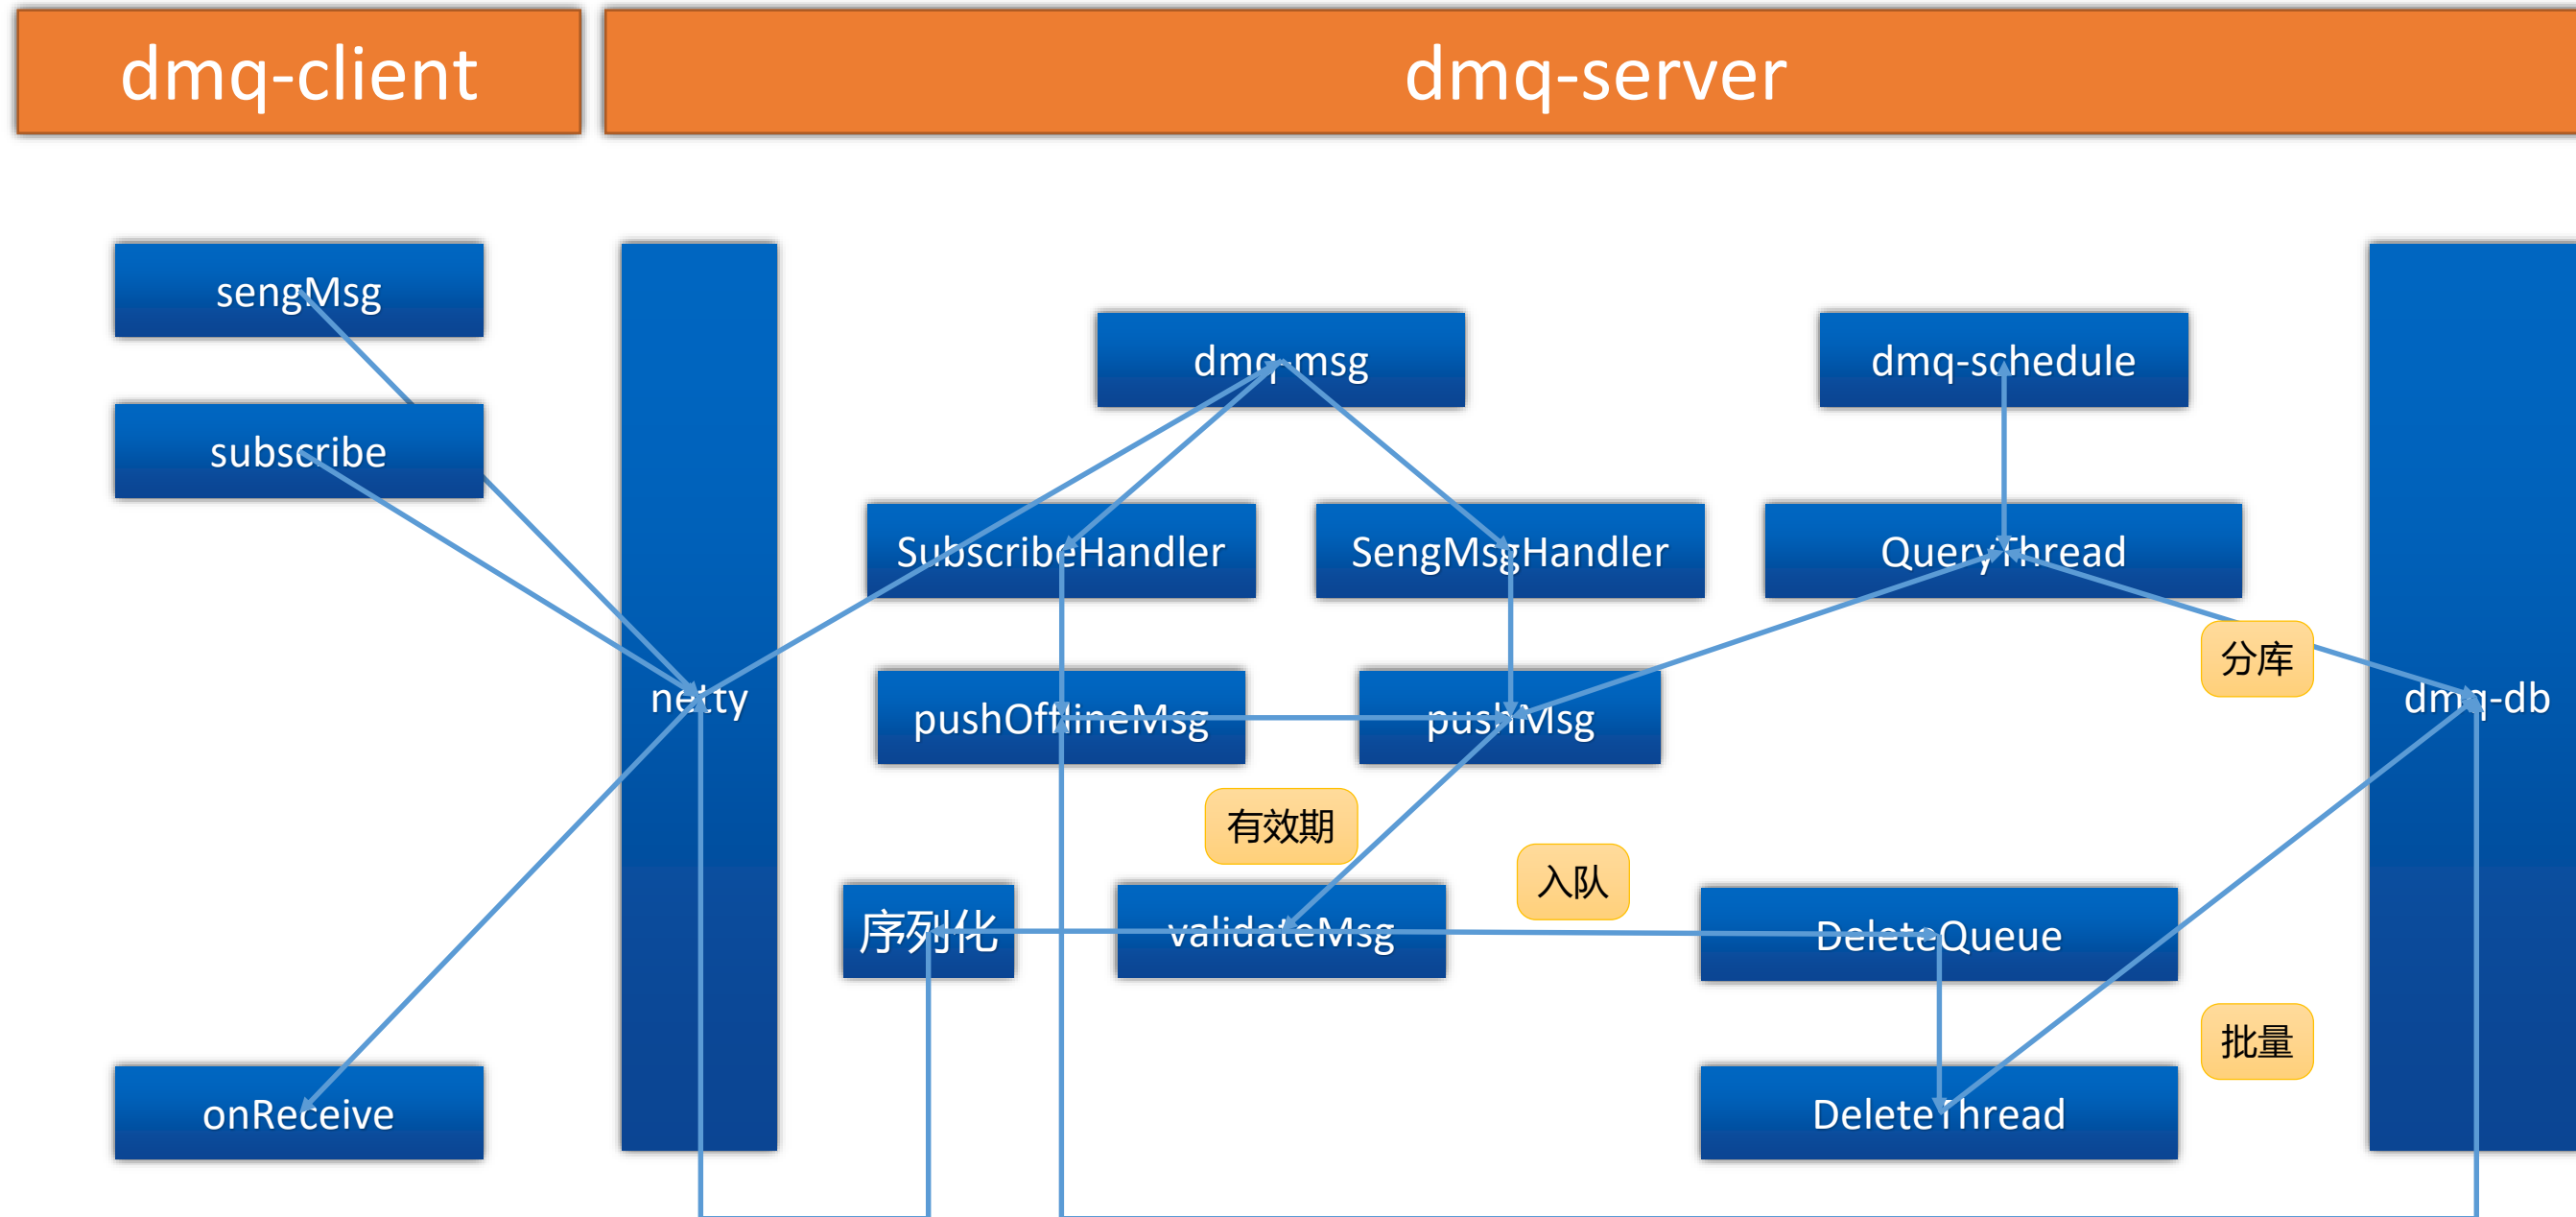 dmq-client
dmq-server
sengMsg
dmq-msg
dmq-schedule
subscribe
SubscribeHandler
SengMsgHandler
QueryThread
分库
netty
pushOfflineMsg
pushMsg
dmq-db
有效期
入队
序列化
validateMsg
DeleteQueue
批量
onReceive
DeleteThread